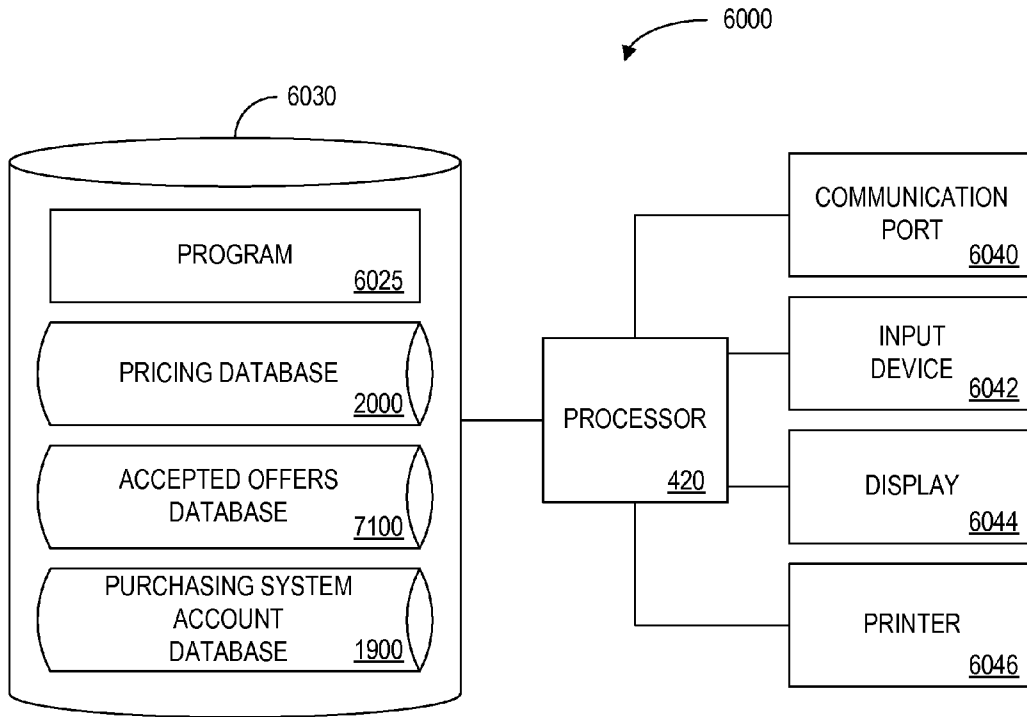 6000
6030
PROGRAM
6025
PRICING DATABASE
2000
ACCEPTED OFFERS
DATABASE
7100
PURCHASING SYSTEM
ACCOUNT
DATABASE
1900
PROCESSOR
420
COMMUNICATION
PORT
6040
INPUT
DEVICE
6042
DISPLAY
6044
PRINTER
6046